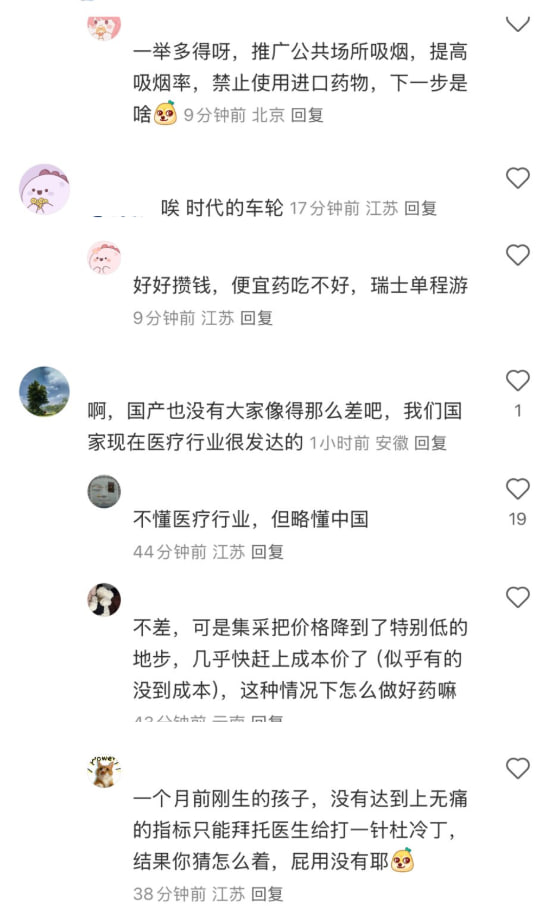 一举多得呀，推广公共场所吸烟，提高
吸烟率，禁止使用进口药物，下一步是
啥 9分钟前 北京 回复
唉 时代的车轮 17分钟前 江苏 回复
好好攒钱，便宜药吃不好，瑞士单程游
9分钟前 江苏 回复
啊，国产也没有大家像得那么差吧，我们国
家现在医疗行业很发达的 1小时前 安徽 回复
1
不懂医疗行业，但略懂中国
19
44分钟前 江苏 回复
不差，可是集采把价格降到了特别低的
地步，几乎快赶上成本价了 (似乎有的
没到成本)，这种情况下怎么做好药嘛
43分钟前 云南 回复
一个月前刚生的孩子，没有达到上无痛
的指标只能拜托医生给打一针杜冷丁，
结果你猜怎么着，屁用没有耶
38分钟前 江苏 回复